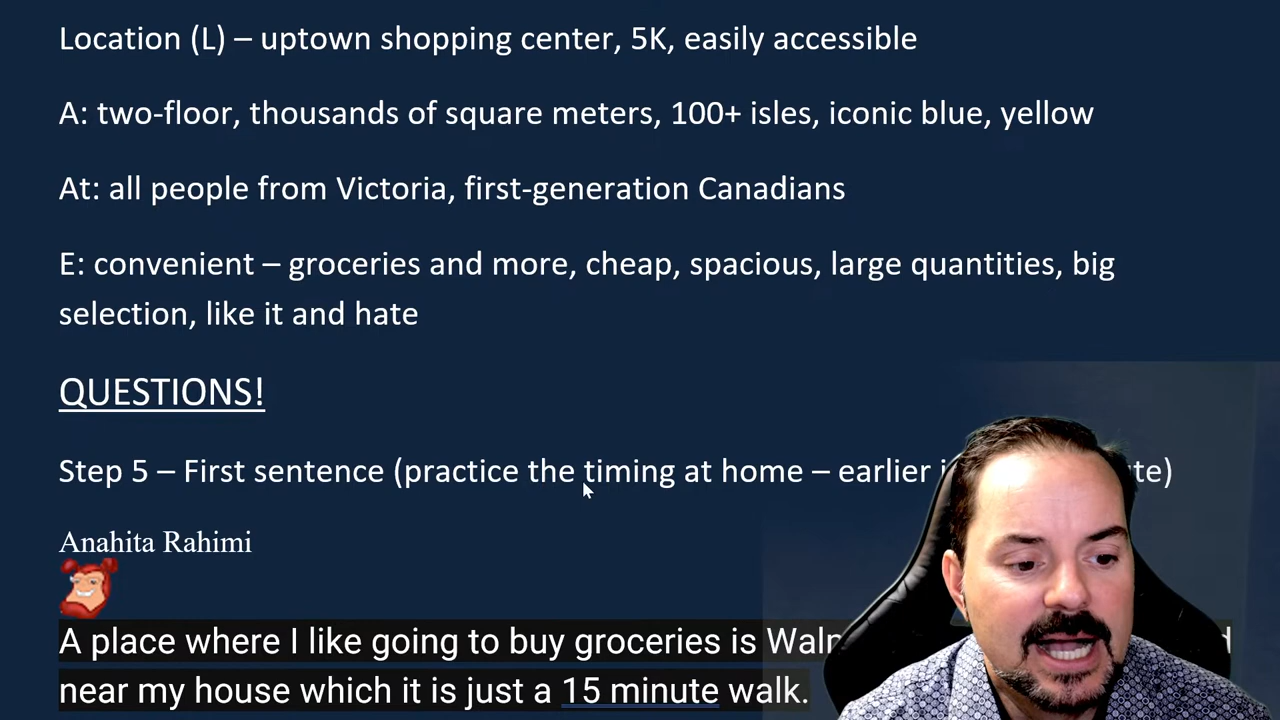 Location (L) – uptown shopping center, 5K, easily accessible
A: two-floor, thousands of square meters, 100+ isles, iconic blue, yellow
At: all people from Victoria, first-generation Canadians
E: convenient – groceries and more, cheap, spacious, large quantities, big
selection, like it and hate
QUESTIONS!
Step 5 – First sentence (practice the timing at home – earlier
Anahita Rahimi
A place where I like going to buy groceries is
near my house which it is just a 15 minute walk.